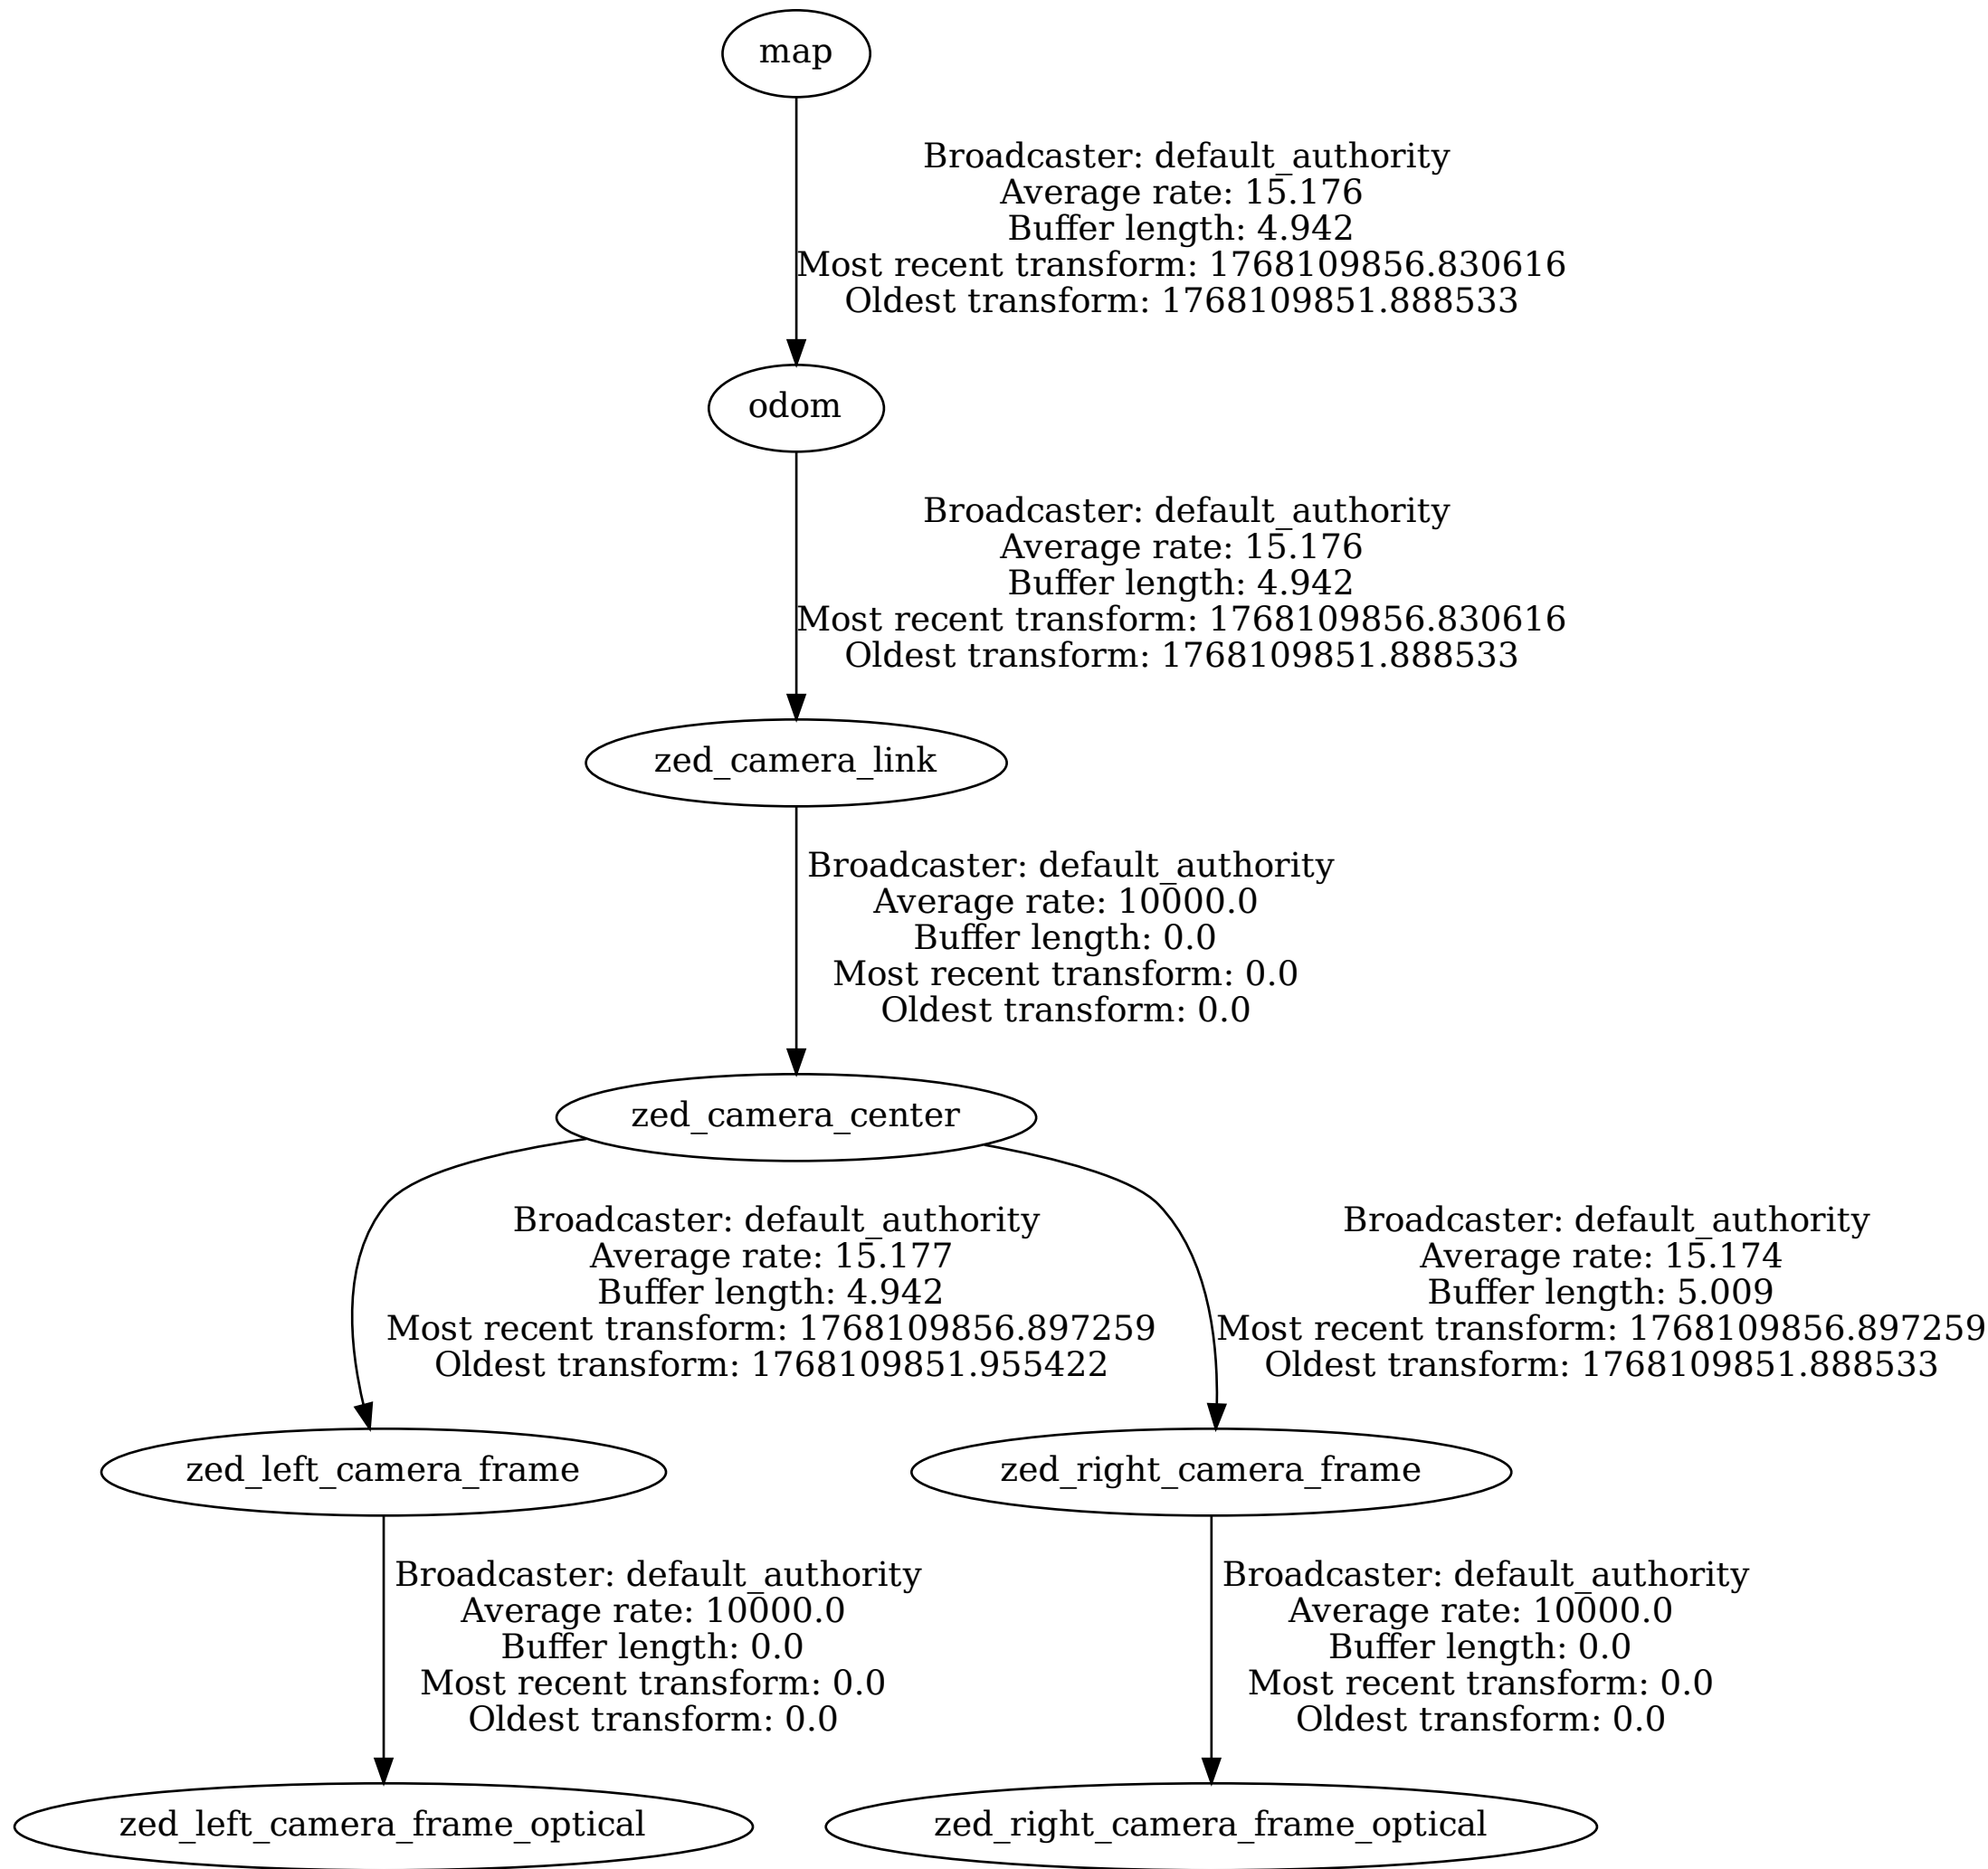 map
Broadcaster: default_authority
Average rate: 15.176
Buffer length: 4.942
Most recent transform: 1768109856.830616
Oldest transform: 1768109851.888533
odom
Broadcaster: default_authority
Average rate: 15.176
Buffer length: 4.942
Most recent transform: 1768109856.830616
Oldest transform: 1768109851.888533
zed_camera_link
Broadcaster: default_authority
Average rate: 10000.0
Buffer length: 0.0
Most recent transform: 0.0
Oldest transform: 0.0
zed_camera_center
Broadcaster: default_authority
Average rate: 15.177
Buffer length: 4.942
Most recent transform: 1768109856.897259
Oldest transform: 1768109851.955422
Broadcaster: default_authority
Average rate: 15.174
Buffer length: 5.009
Most recent transform: 1768109856.897259
Oldest transform: 1768109851.888533
zed_left_camera_frame
zed_right_camera_frame
Broadcaster: default_authority
Average rate: 10000.0
Buffer length: 0.0
Most recent transform: 0.0
Oldest transform: 0.0
Broadcaster: default_authority
Average rate: 10000.0
Buffer length: 0.0
Most recent transform: 0.0
Oldest transform: 0.0
zed_left_camera_frame_optical
zed_right_camera_frame_optical